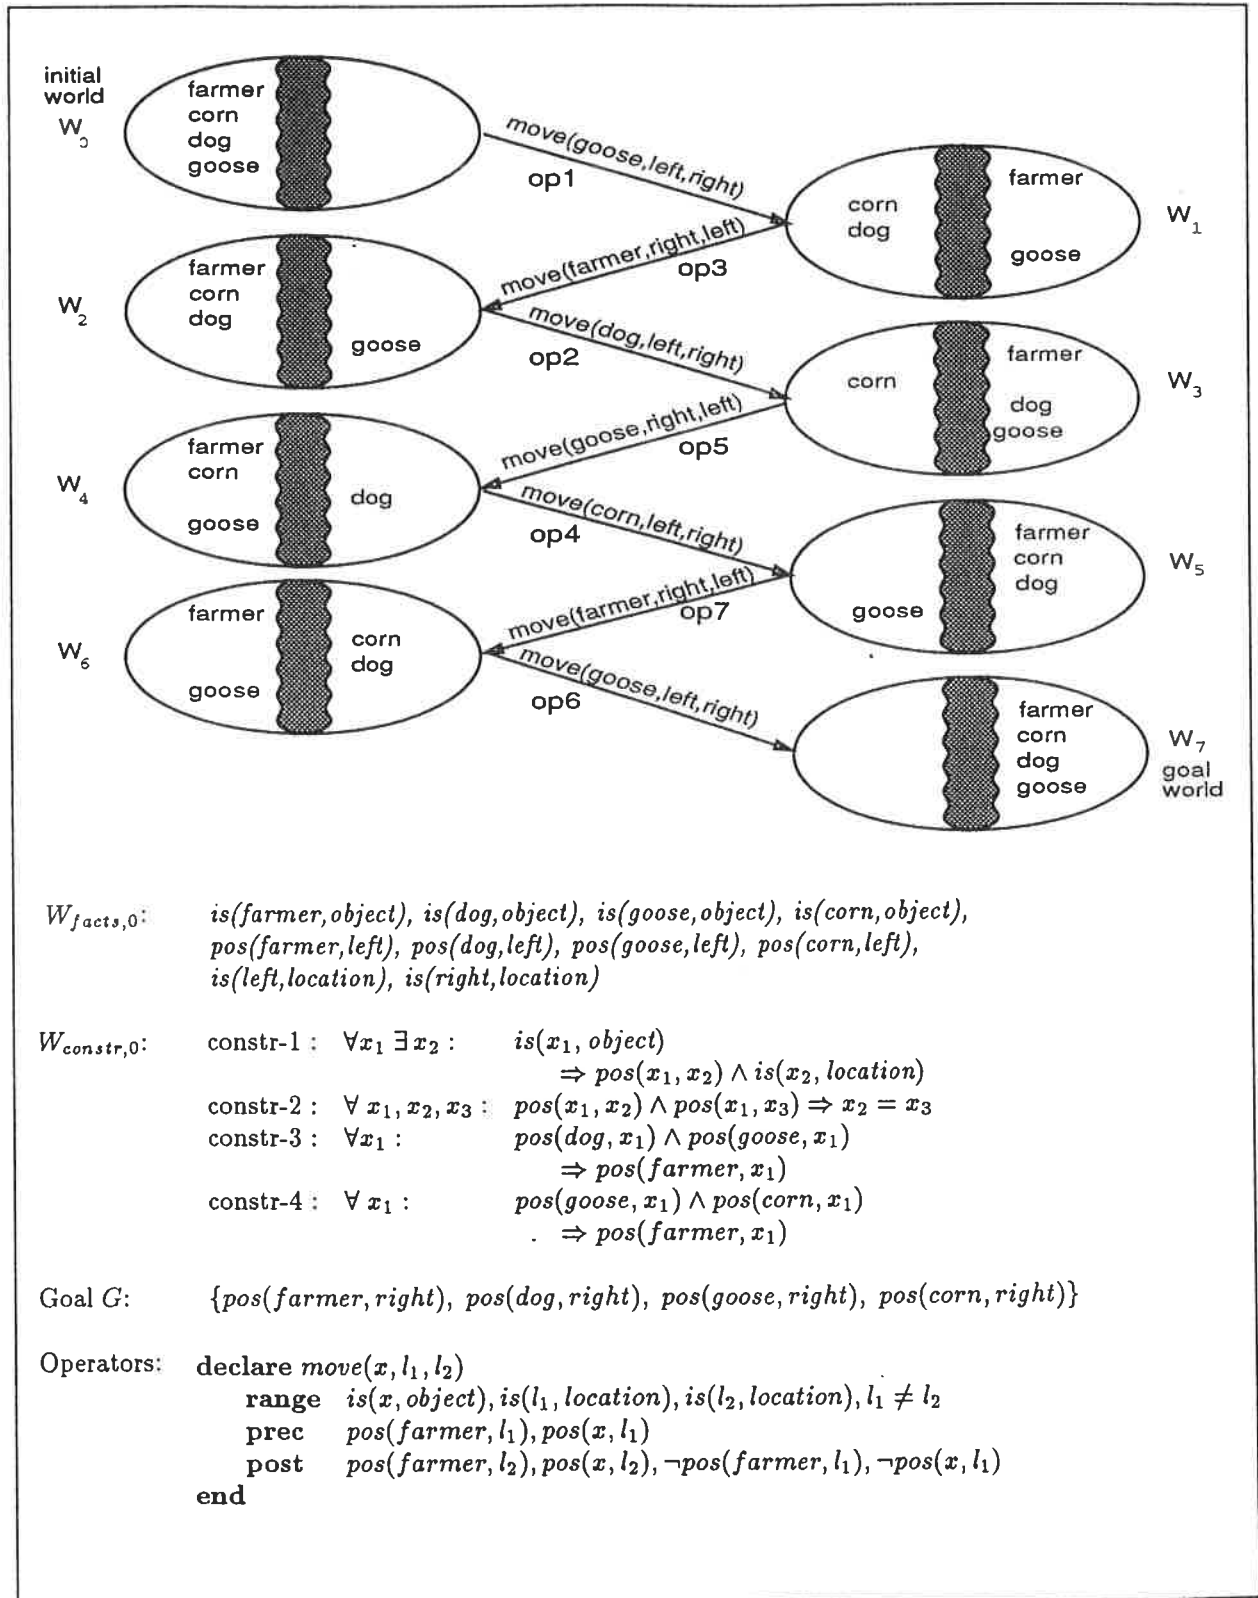 initial
world
W₀
farmer
corn
dog
goose
move(goose,left,right)
op1
corn
dog
farmer
goose
W₁
move(farmer,right,left)
op3
W₂
farmer
corn
dog
goose
move(dog,left,right)
op2
corn
farmer
dog
goose
W₃
move(goose,right,left)
op5
W₄
farmer
corn
goose
dog
move(corn,left,right)
op4
goose
farmer
corn
dog
W₅
move(farmer,right,left)
op7
W₆
farmer
goose
corn
dog
move(goose,left,right)
op6
farmer
corn
dog
goose
W₇
goal
world
W_{facts,0}: is(farmer,object), is(dog,object), is(goose,object), is(corn,object),
pos(farmer,left), pos(dog,left), pos(goose,left), pos(corn,left),
is(left,location), is(right,location)
W_{constr,0}: constr-1 : ∀x₁ ∃x₂ : is(x₁, object)
⇒ pos(x₁, x₂) ∧ is(x₂, location)
constr-2 : ∀ x₁, x₂, x₃ : pos(x₁, x₂) ∧ pos(x₁, x₃) ⇒ x₂ = x₃
constr-3 : ∀x₁ : pos(dog, x₁) ∧ pos(goose, x₁)
⇒ pos(farmer, x₁)
constr-4 : ∀ x₁ : pos(goose, x₁) ∧ pos(corn, x₁)
⇒ pos(farmer, x₁)
Goal G: {pos(farmer, right), pos(dog, right), pos(goose, right), pos(corn, right)}
Operators: declare move(x, l₁, l₂)
range is(x, object), is(l₁, location), is(l₂, location), l₁ ≠ l₂
prec pos(farmer, l₁), pos(x, l₁)
post pos(farmer, l₂), pos(x, l₂), ¬pos(farmer, l₁), ¬pos(x, l₁)
end